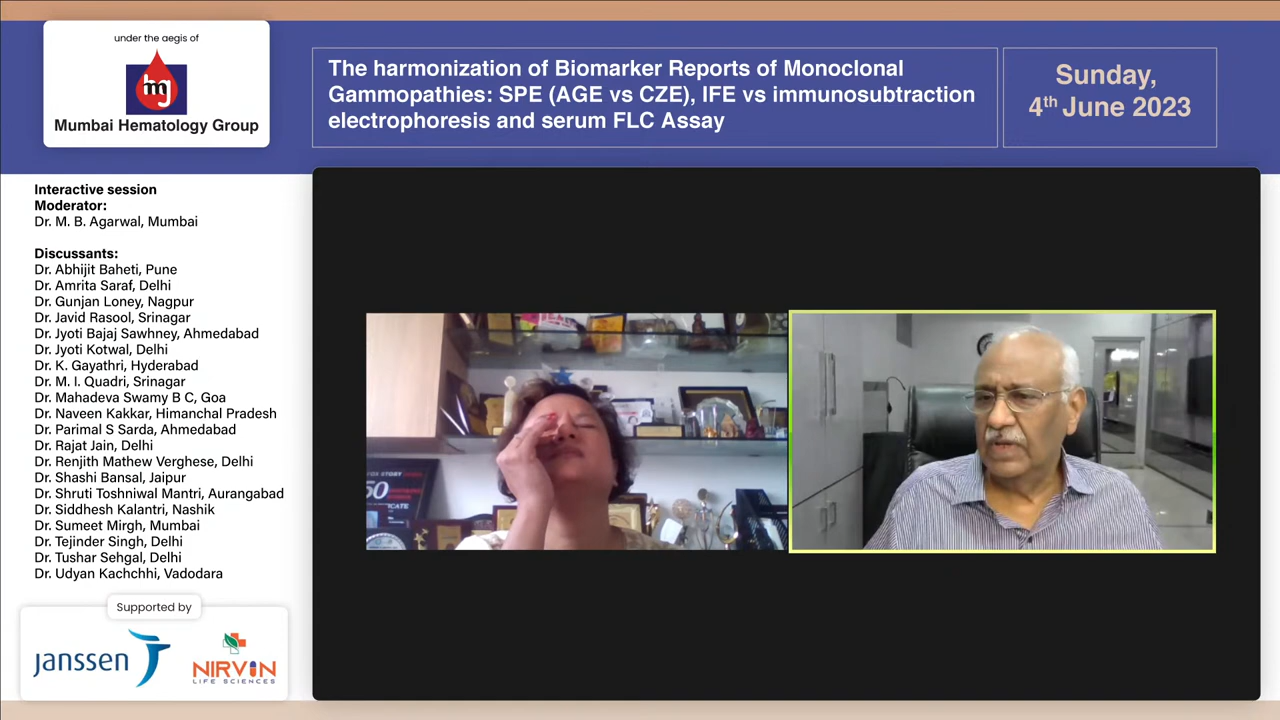 under the aegis of
hg
Mumbai Hematology Group
The harmonization of Biomarker Reports of Monoclonal
Gammopathies: SPE (AGE vs CZE), IFE vs immunosubtraction
electrophoresis and serum FLC Assay
Sunday,
4th June 2023
Interactive session
Moderator:
Dr. M. B. Agarwal, Mumbai
Discussants:
Dr. Abhijit Baheti, Pune
Dr. Amrita Saraf, Delhi
Dr. Gunjan Loney, Nagpur
Dr. Javid Rasool, Srinagar
Dr. Jyoti Bajaj Sawhney, Ahmedabad
Dr. Jyoti Kotwal, Delhi
Dr. K. Gayathri, Hyderabad
Dr. M. I. Quadri, Srinagar
Dr. Mahadeva Swamy B C, Goa
Dr. Naveen Kakkar, Himanchal Pradesh
Dr. Parimal S Sarda, Ahmedabad
Dr. Rajat Jain, Delhi
Dr. Renjith Mathew Verghese, Delhi
Dr. Shashi Bansal, Jaipur
Dr. Shruti Toshniwal Mantri, Aurangabad
Dr. Siddhesh Kalantri, Nashik
Dr. Sumeet Mirgh, Mumbai
Dr. Tejinder Singh, Delhi
Dr. Tushar Sehgal, Delhi
Dr. Udyan Kachchhi, Vadodara
Supported by
janssen
NIRViN
LIFE SCIENCES
50